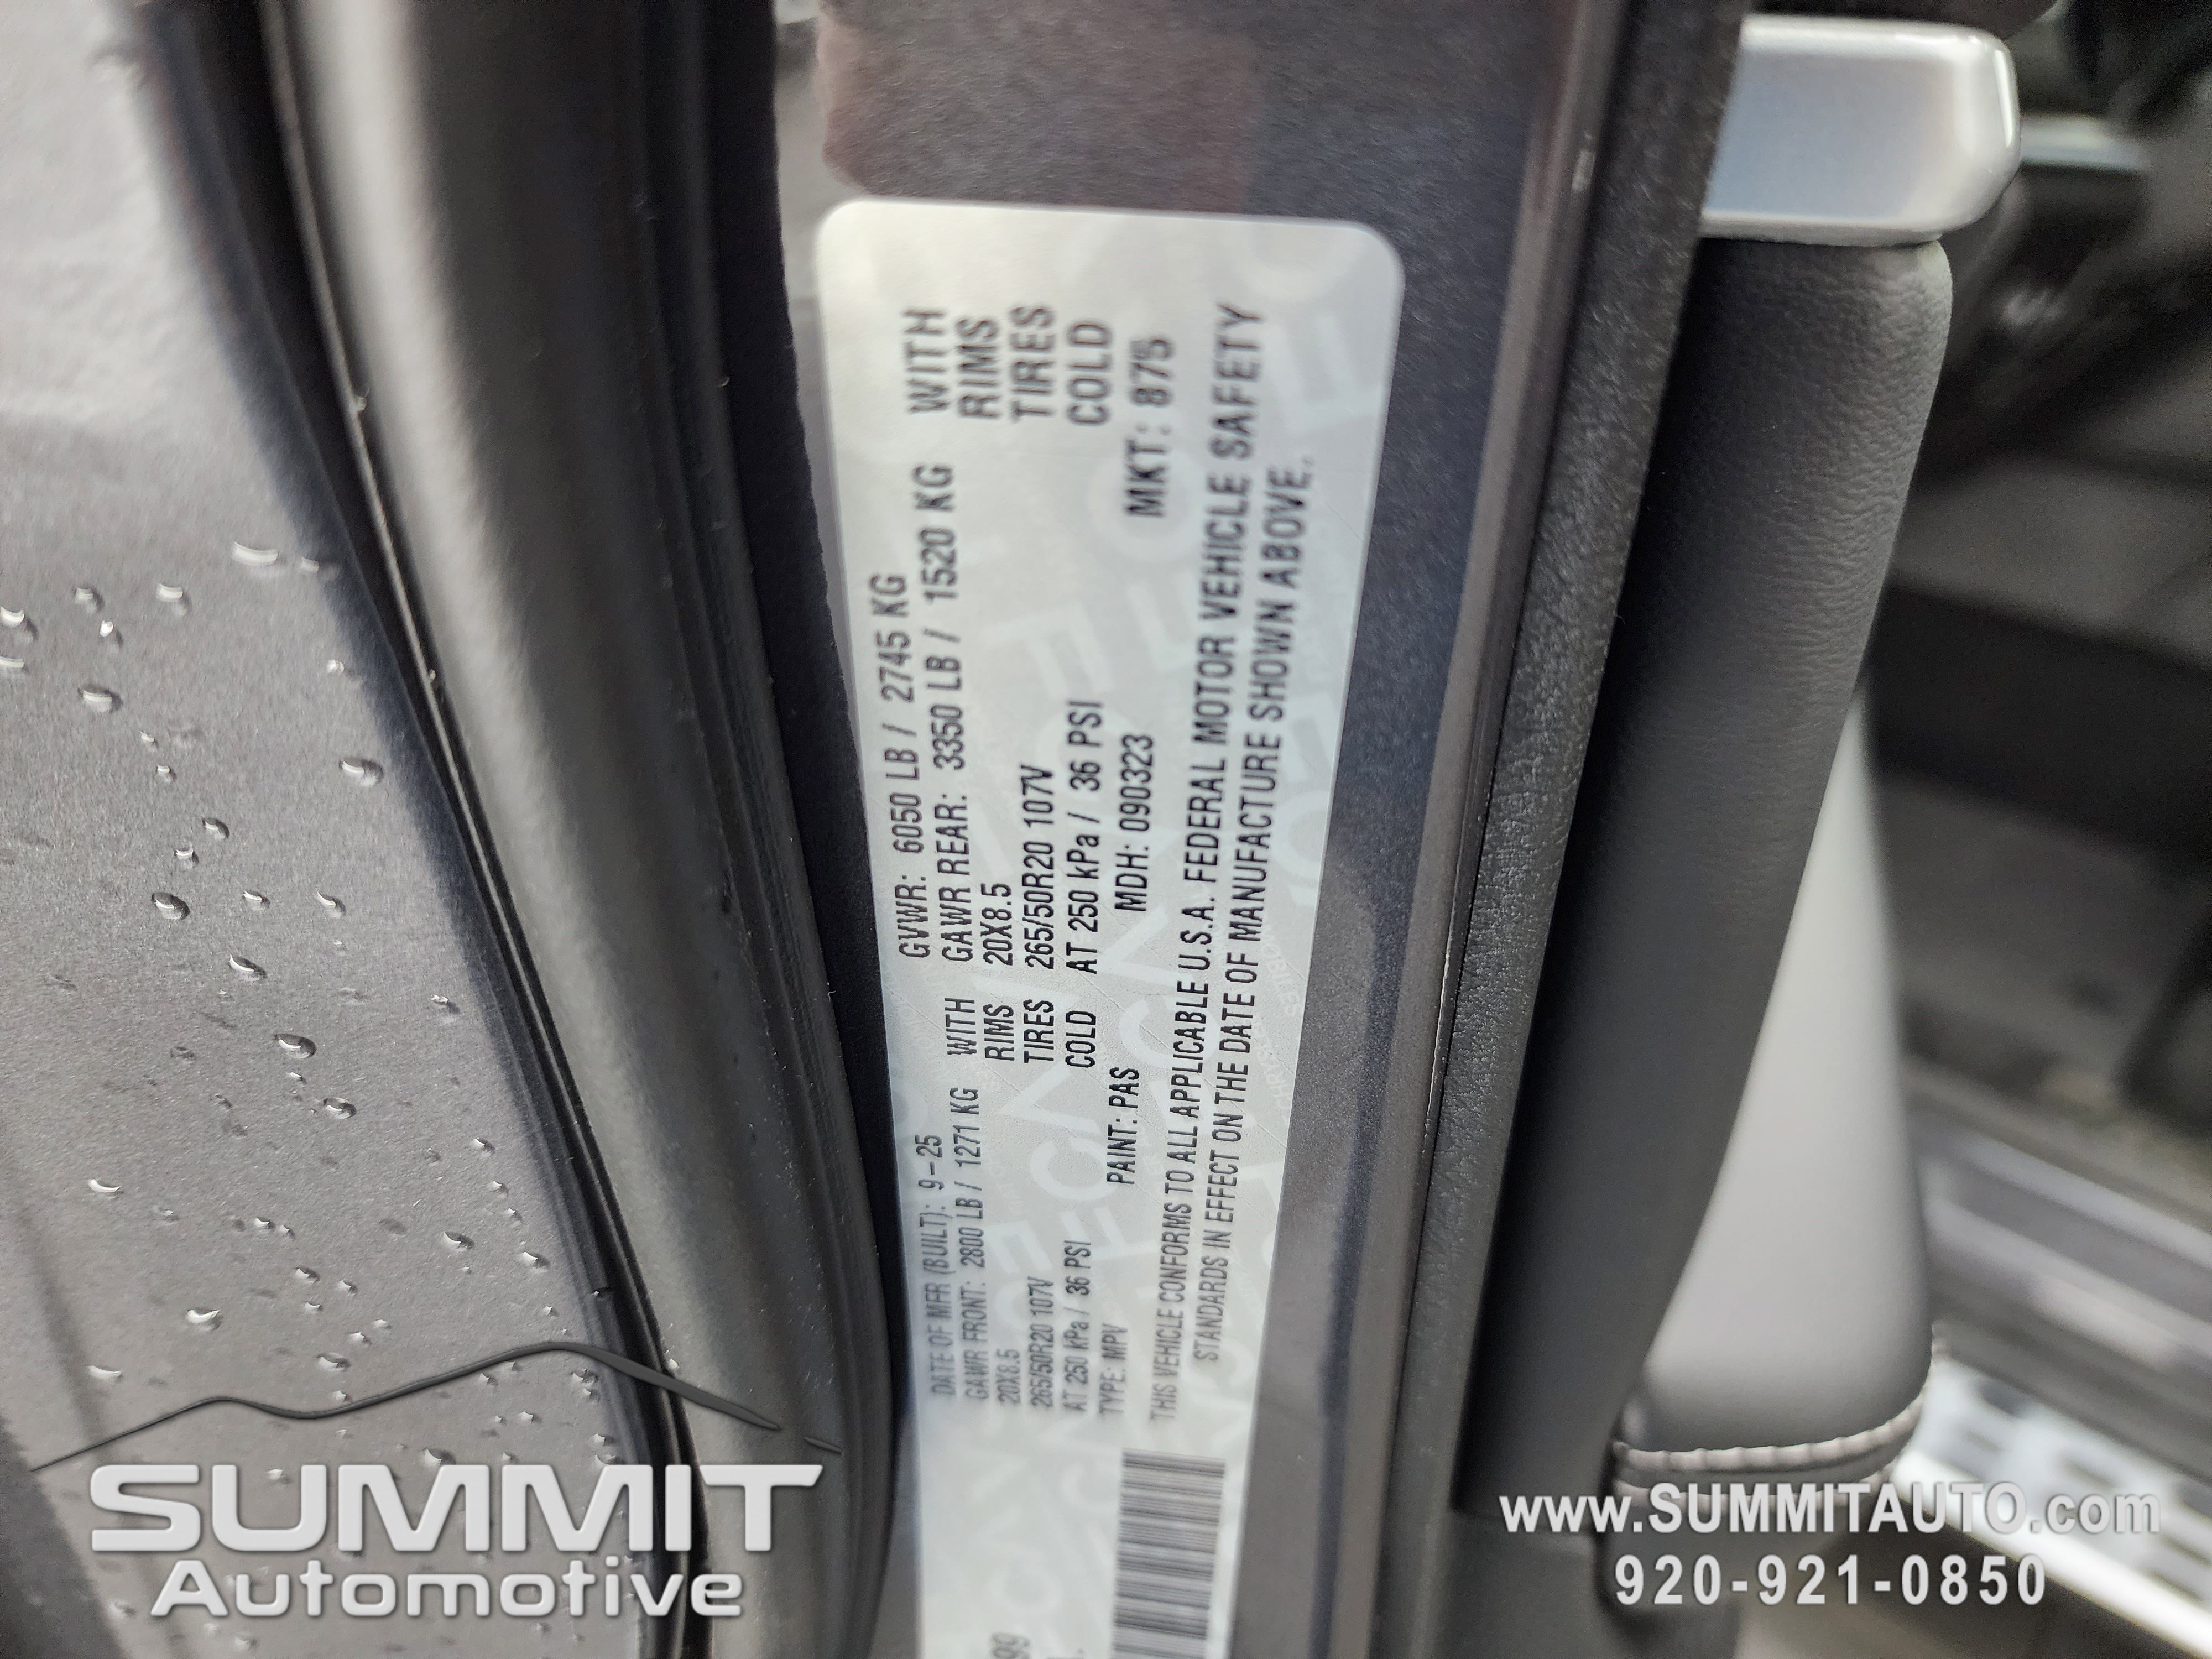 DATE OF MFR (BUILT): 9-25 GVWR: 6050 LB / 2745 KG
GAWR FRONT: 2800 LB / 1271 KG WITH GAWR REAR: 3350 LB / 1520 KG WITH
20X8.5 RIMS 20X8.5 RIMS
265/50R20 107V TIRES 265/50R20 107V TIRES
AT 250 kPa / 36 PSI COLD AT 250 kPa / 36 PSI COLD
TYPE: MPV PAINT: PAS MDH: 090323 MKT: 875
THIS VEHICLE CONFORMS TO ALL APPLICABLE U.S.A. FEDERAL MOTOR VEHICLE SAFETY
STANDARDS IN EFFECT ON THE DATE OF MANUFACTURE SHOWN ABOVE.
SUMMIT
Automotive
www.SUMMITAUTO.com
920-921-0850